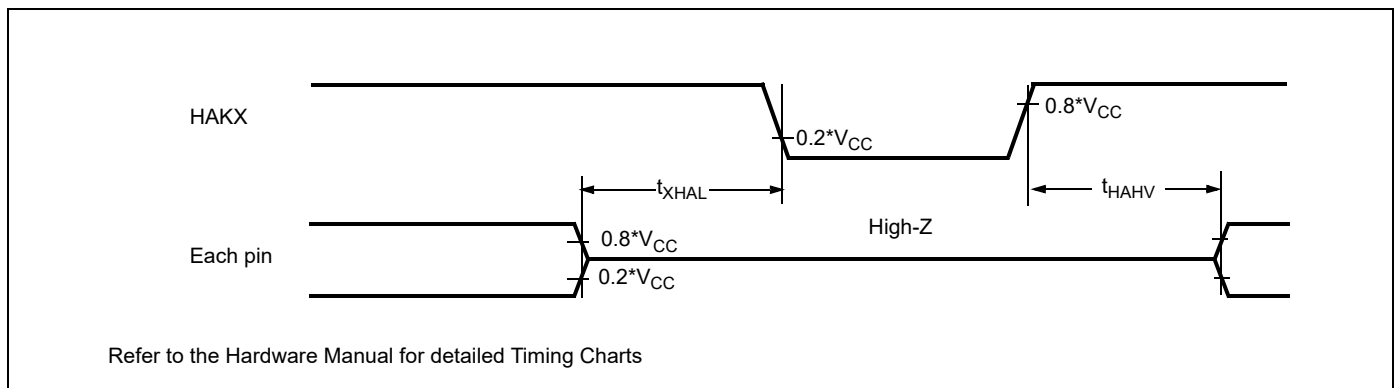 HAKX
0.8*VCC
0.2*VCC
tXHAL
tHAHV
High-Z
Each pin
0.8*VCC
0.2*VCC
Refer to the Hardware Manual for detailed Timing Charts